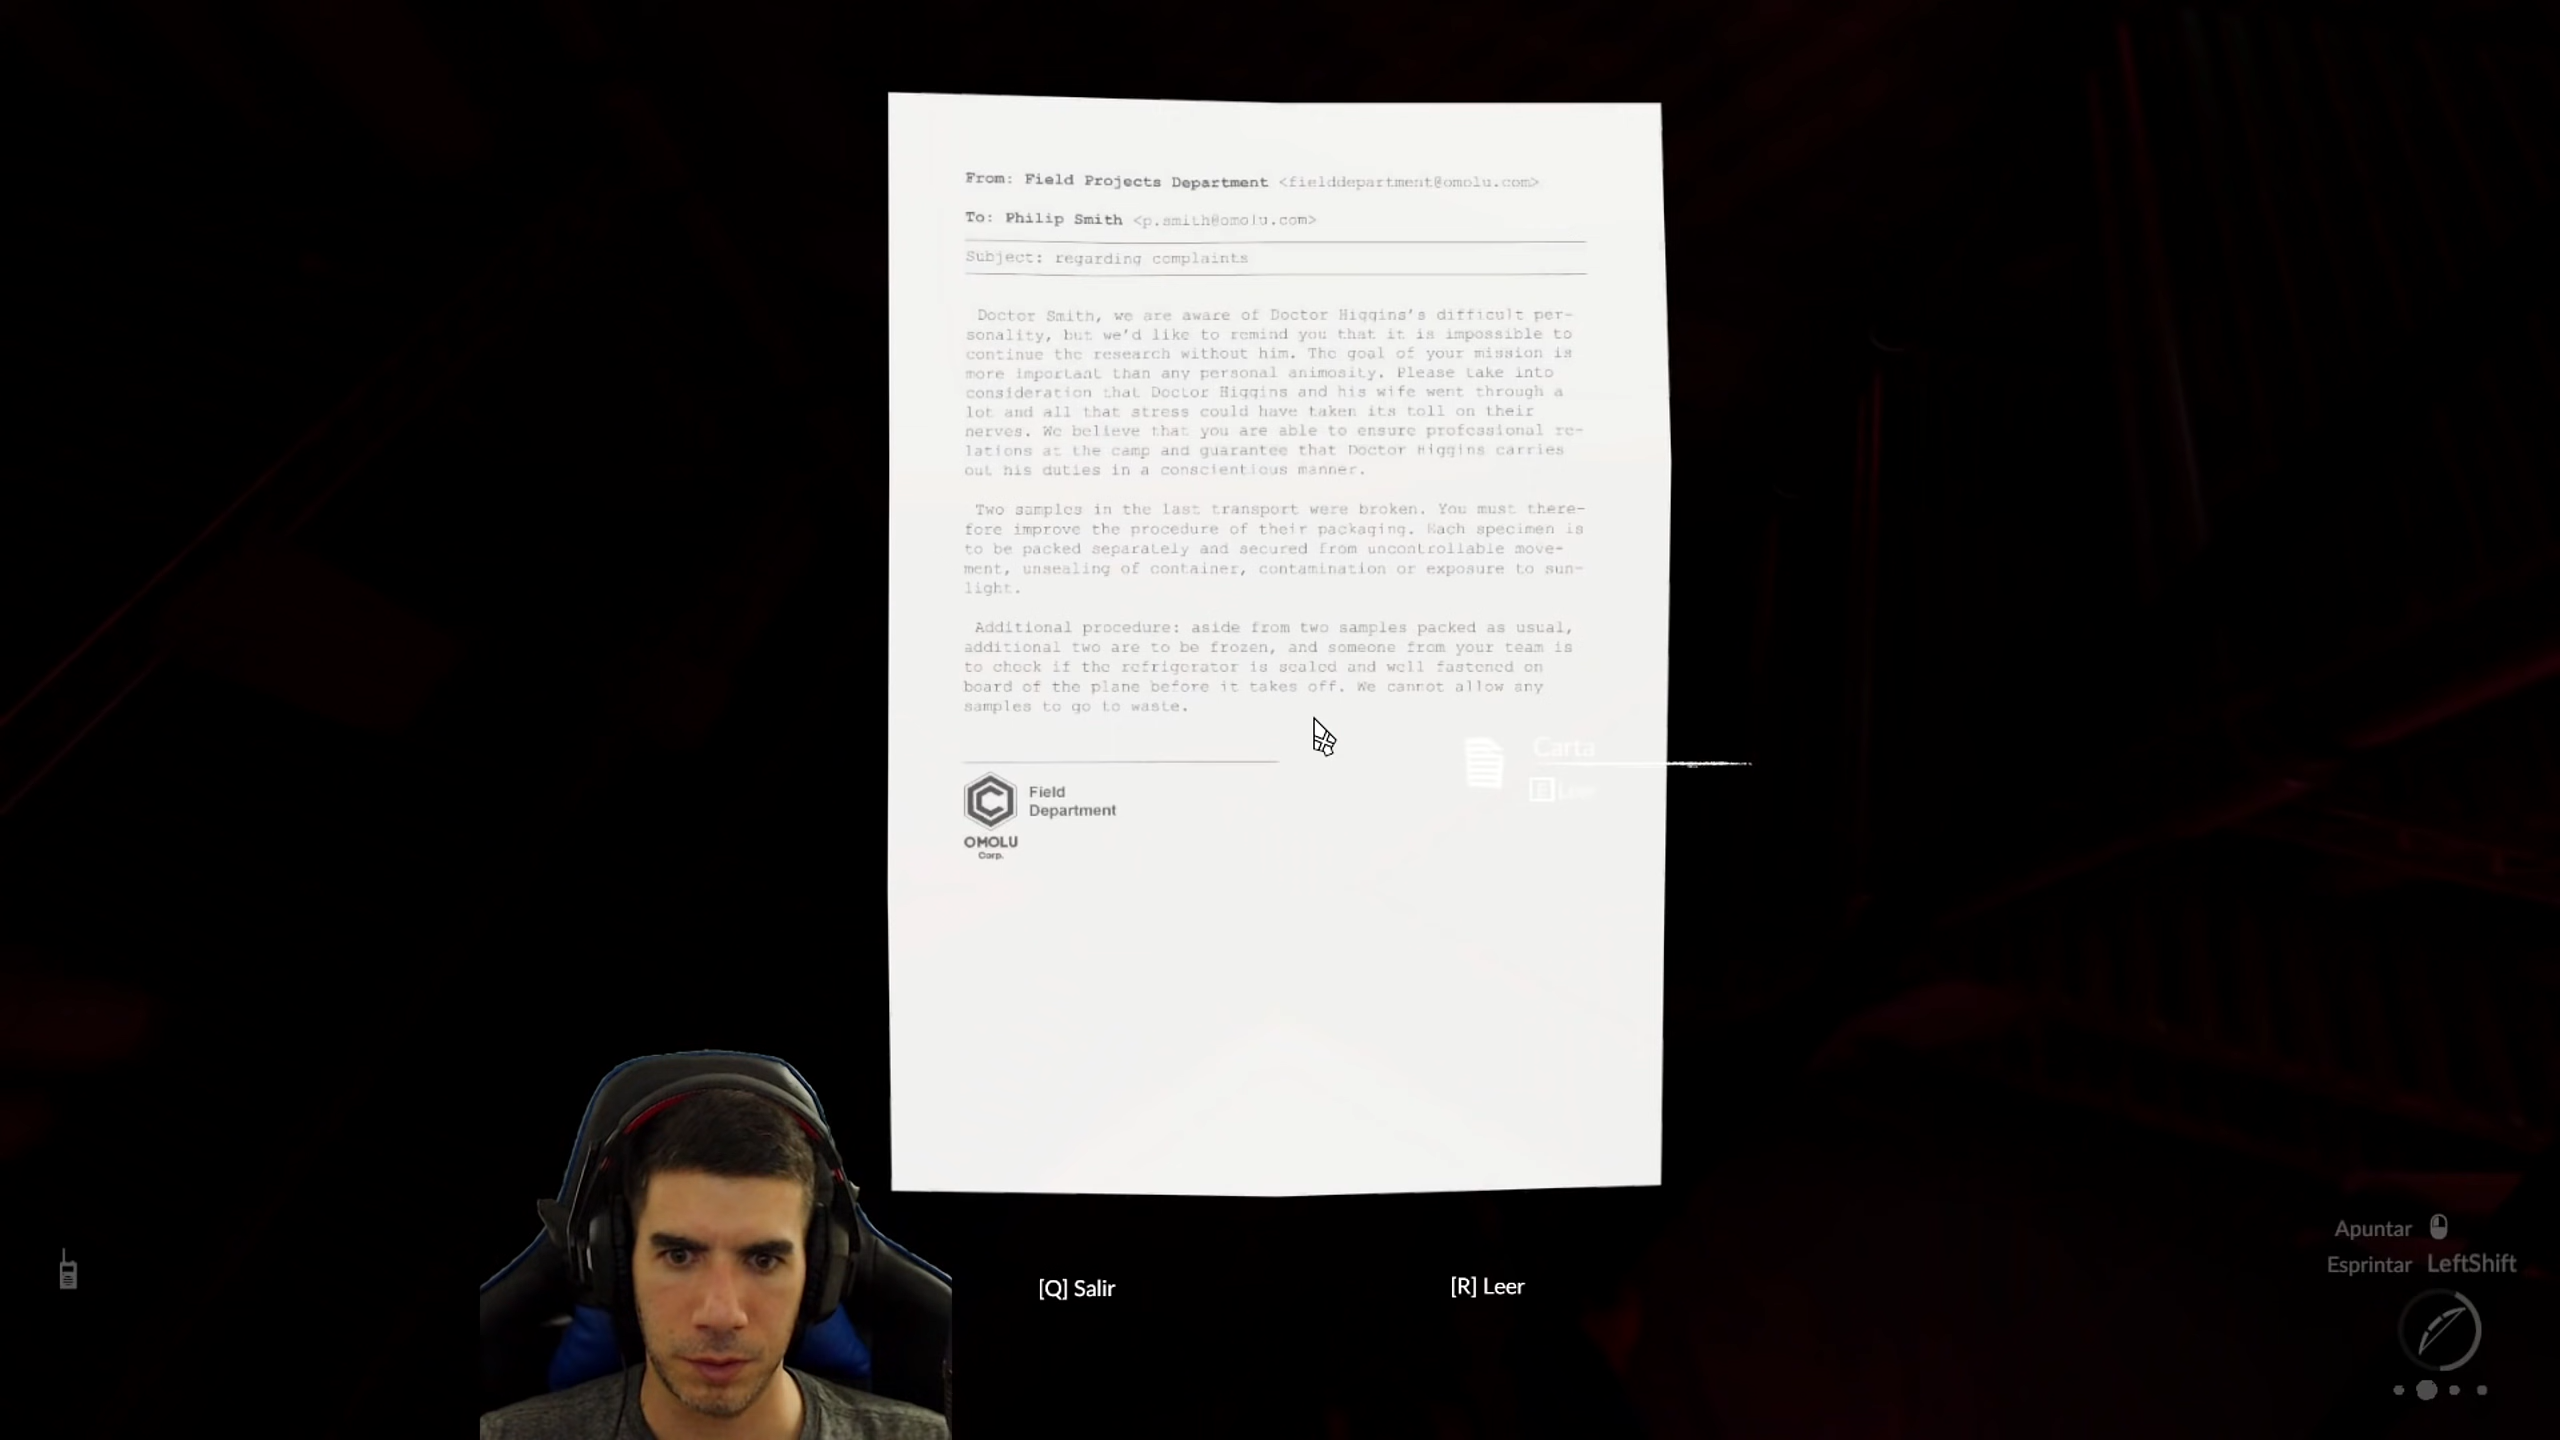 From: Field Projects Department <fielddepartment@omolu.com>
To: Philip Smith <p.smith@omolu.com>
Subject: regarding complaints
Doctor Smith, we are aware of Doctor Higgins's difficult per-
sonality, but we'd like to remind you that it is impossible to
continue the research without him. The goal of your mission is
more important than any personal animosity. Please take into
consideration that Doctor Higgins and his wife went through a
lot and all that stress could have taken its toll on their
nerves. We believe that you are able to ensure professional re-
lations at the camp and guarantee that Doctor Higgins carries
out his duties in a conscientious manner.
Two samples in the last transport were broken. You must there-
fore improve the procedure of their packaging. Each specimen is
to be packed separately and secured from uncontrollable move-
ment, unsealing of container, contamination or exposure to sun-
light.
Additional procedure: aside from two samples packed as usual,
additional two are to be frozen, and someone from your team is
to check if the refrigerator is sealed and well fastened on
board of the plane before it takes off. We cannot allow any
samples to go to waste.
Carta
E Leer
Field
Department
OMOLU
Corp.
Apuntar
Esprintar LeftShift
[Q] Salir
[R] Leer